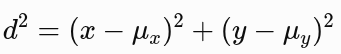 d² = (x − μₓ)² + (y − μᵧ)²